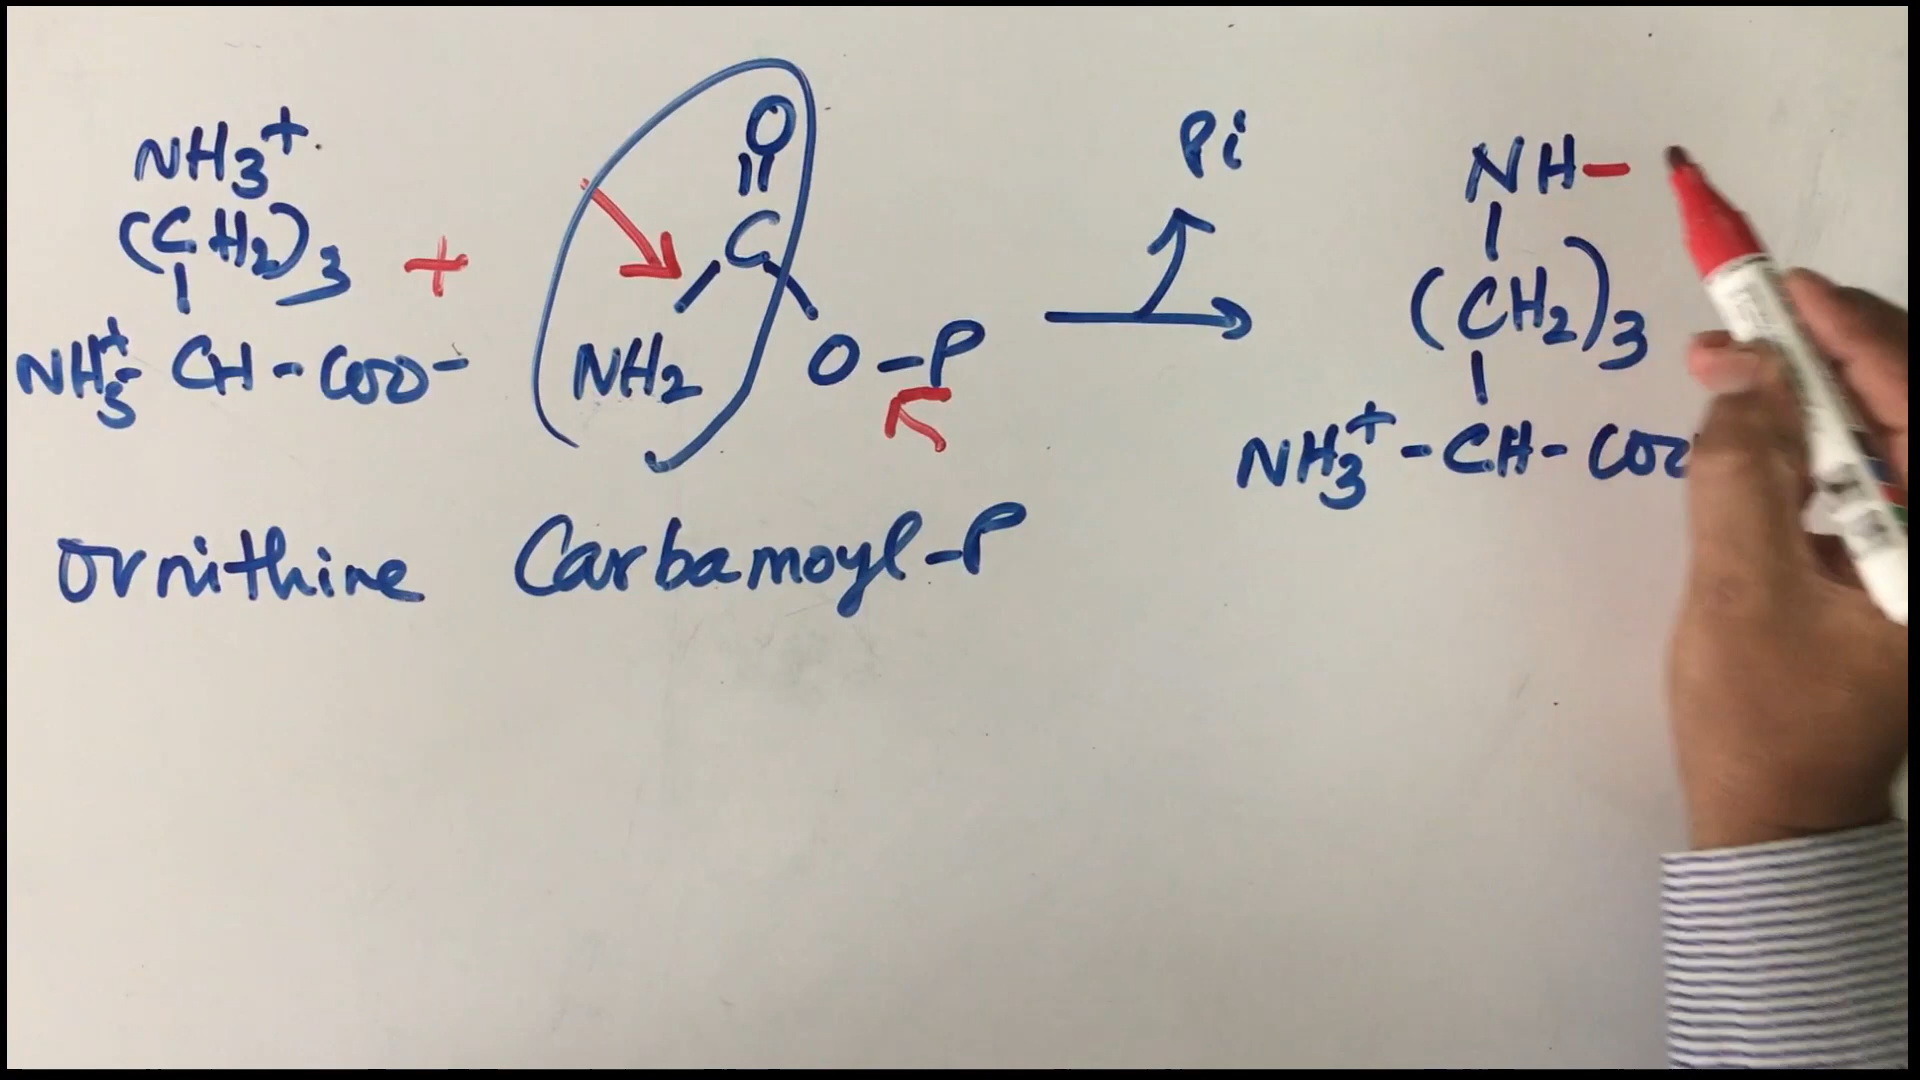 NH3+
(CH2)3
NH3+ - CH - COO-
+
O
||
C
NH2
O - P
Pi
NH-
(CH2)3
NH3+ - CH - COO
Ornithine
Carbamoyl-P